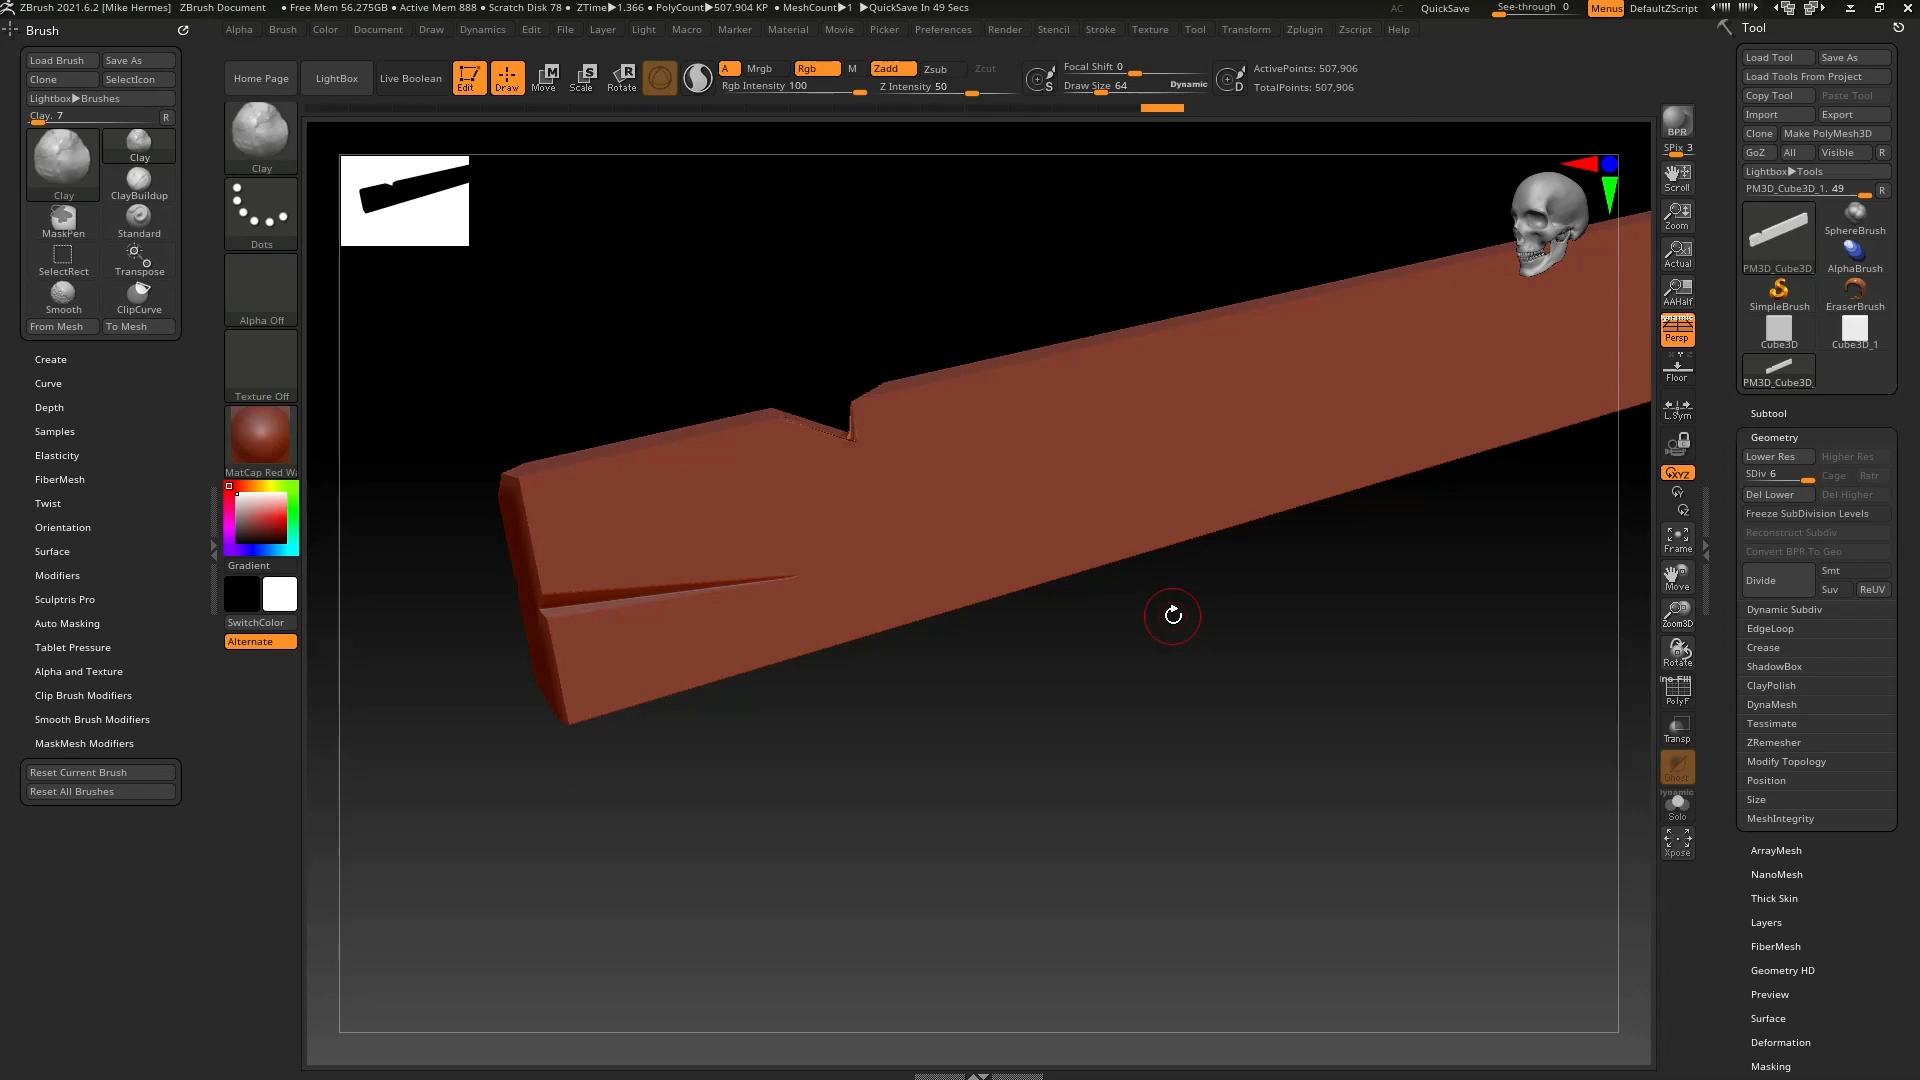 ZBrush 2021.6.2 [Mike Hermes] ZBrush Document • Free Mem 56.275GB • Active Mem 888 • Scratch Disk 78 • ZTime▶1.366 • PolyCount▶507.904 KP • MeshCount▶1 ▶QuickSave In 49 Secs AC QuickSave See-through 0 Menus DefaultZScript
Brush
Alpha Brush Color Document Draw Dynamics Edit File Layer Light Macro Marker Material Movie Picker Preferences Render Stencil Stroke Texture Tool Transform Zplugin Zscript Help
Tool
Load Brush Save As
Clone SelectIcon
Lightbox▶Brushes
Clay. 7 R
Clay
Clay
ClayBuildup
MaskPen Standard
SelectRect Transpose
Smooth ClipCurve
From Mesh To Mesh
Create
Curve
Depth
Samples
Elasticity
FiberMesh
Twist
Orientation
Surface
Modifiers
Sculptris Pro
Auto Masking
Tablet Pressure
Alpha and Texture
Clip Brush Modifiers
Smooth Brush Modifiers
MaskMesh Modifiers
Reset Current Brush
Reset All Brushes
Home Page LightBox Live Boolean Edit Draw Move Scale Rotate
A Mrgb Rgb M Zadd Zsub Zcut
Rgb Intensity 100 Z Intensity 50
Focal Shift 0
Draw Size 64 Dynamic
ActivePoints: 507,906
TotalPoints: 507,906
Clay
Dots
Alpha Off
Texture Off
MatCap Red Wa
Gradient
SwitchColor
Alternate
BPR
SPix 3
Scroll
Zoom
Actual
AAHalf
Dynamic
Persp
Floor
L.Sym
XYZ
Y
Z
Frame
Move
Zoom3D
Rotate
Line Fill
PolyF
Transp
Ghost
Dynamic
Solo
Xpose
Load Tool Save As
Load Tools From Project
Copy Tool Paste Tool
Import Export
Clone Make PolyMesh3D
GoZ All Visible R
Lightbox▶Tools
PM3D_Cube3D_1. 49 R
PM3D_Cube3D_
SphereBrush
AlphaBrush
SimpleBrush EraserBrush
Cube3D Cube3D_1
PM3D_Cube3D_
Subtool
Geometry
Lower Res Higher Res
SDiv 6 Cage Rstr
Del Lower Del Higher
Freeze SubDivision Levels
Reconstruct Subdiv
Convert BPR To Geo
Divide Smt
Suv ReUV
Dynamic Subdiv
EdgeLoop
Crease
ShadowBox
ClayPolish
DynaMesh
Tessimate
ZRemesher
Modify Topology
Position
Size
MeshIntegrity
ArrayMesh
NanoMesh
Thick Skin
Layers
FiberMesh
Geometry HD
Preview
Surface
Deformation
Masking